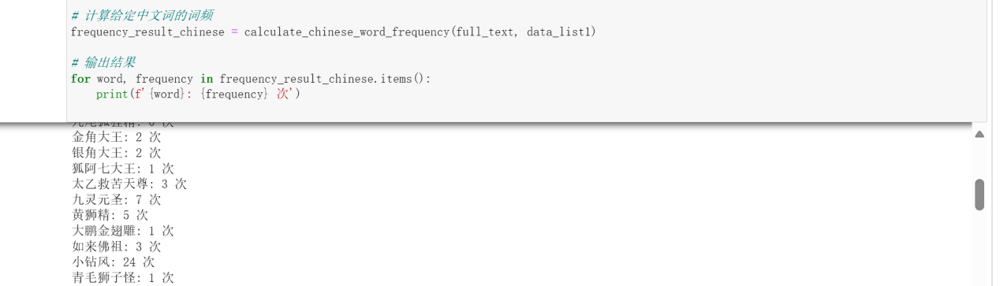 # 计算给定中文词的词频
frequency_result_chinese = calculate_chinese_word_frequency(full_text, data_list1)
# 输出结果
for word, frequency in frequency_result_chinese.items():
    print(f'{word}: {frequency} 次')
金角大王: 2 次
银角大王: 2 次
狐阿七大王: 1 次
太乙救苦天尊: 3 次
九灵元圣: 7 次
黄狮精: 5 次
大鹏金翅雕: 1 次
如来佛祖: 3 次
小钻风: 24 次
青毛狮子怪: 1 次